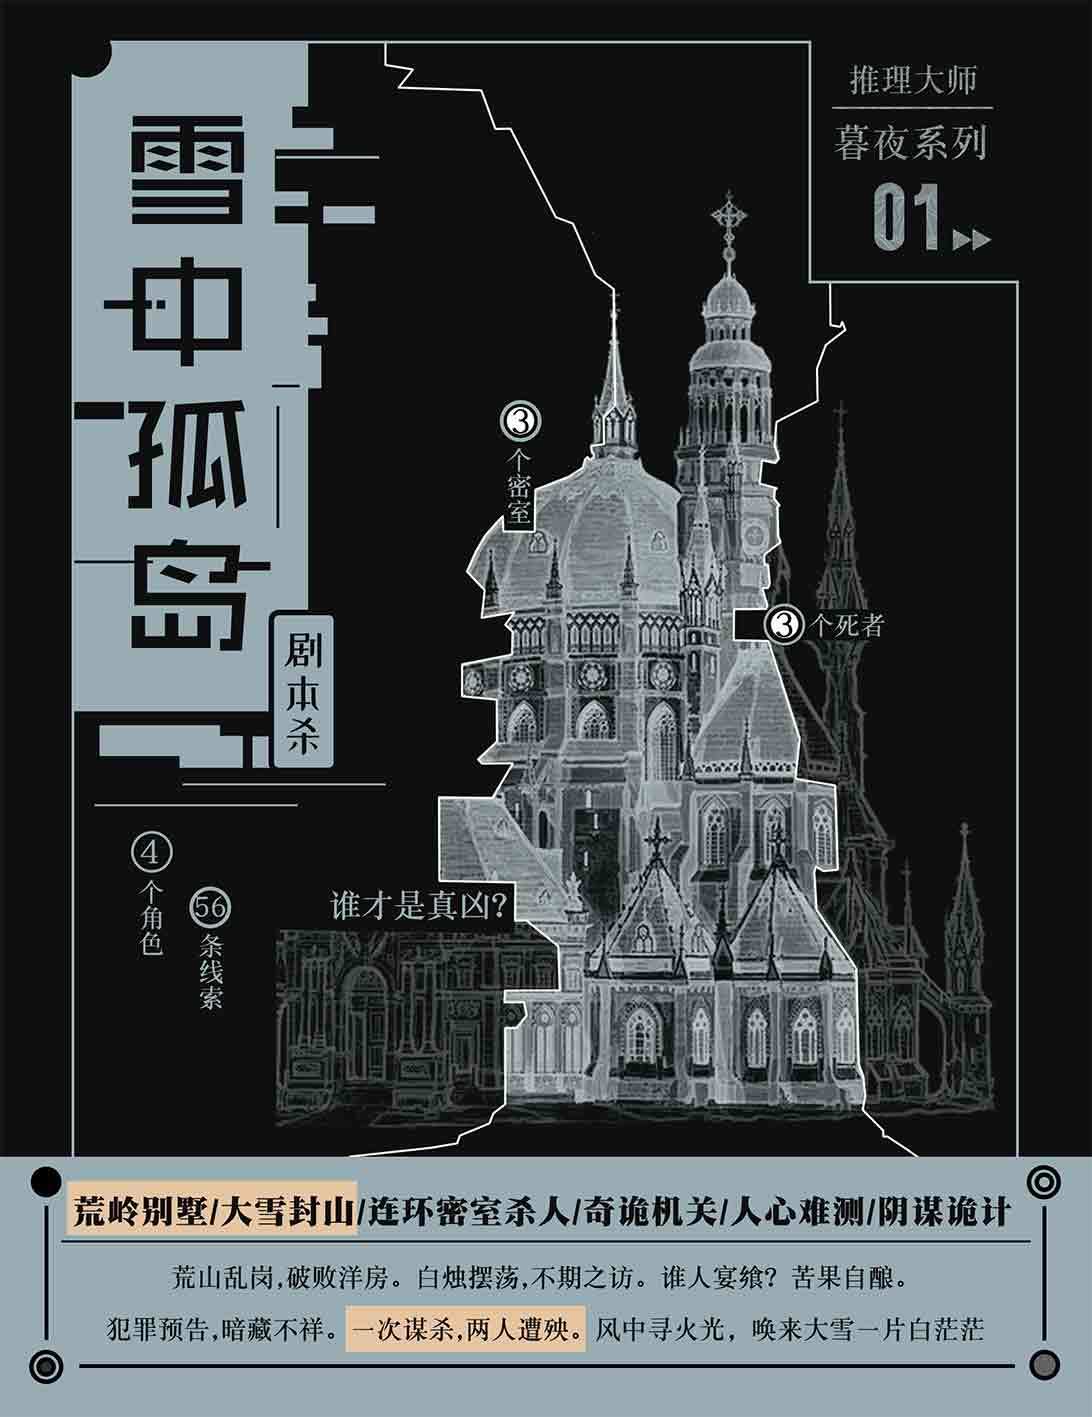 推理大师
暮夜系列
01
雪中孤岛
剧本杀
3
个密室
3个死者
4
个角色
56
条线索
谁才是真凶?
荒岭别墅/大雪封山/连环密室杀人/奇诡机关/人心难测/阴谋诡计
荒山乱岗,破败洋房。白烛摆荡,不期之访。谁人宴飨?苦果自酿。
犯罪预告,暗藏不祥。一次谋杀,两人遭殃。风中寻火光，唤来大雪一片白茫茫